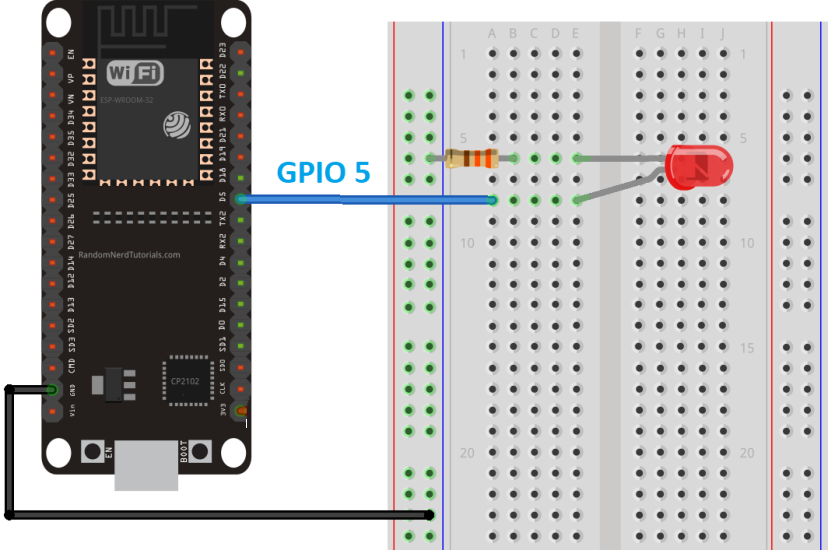 EN
VP
VN
D34
D35
D32
D33
D25
D26
D27
D14
D12
D13
SD2
SD3
CMD
GND
Vin
D23
D22
TX0
RX0
D21
D19
D18
D5
TX2
RX2
D4
D2
D15
D0
SD1
SD0
CLK
3V3
WiFi
ESP-WROOM-32
RandomNerdTutorials.com
CP2102
EN
BOOT
GPIO 5
A B C D E F G H I J
1 1
5 5
10 10
15 15
20 20